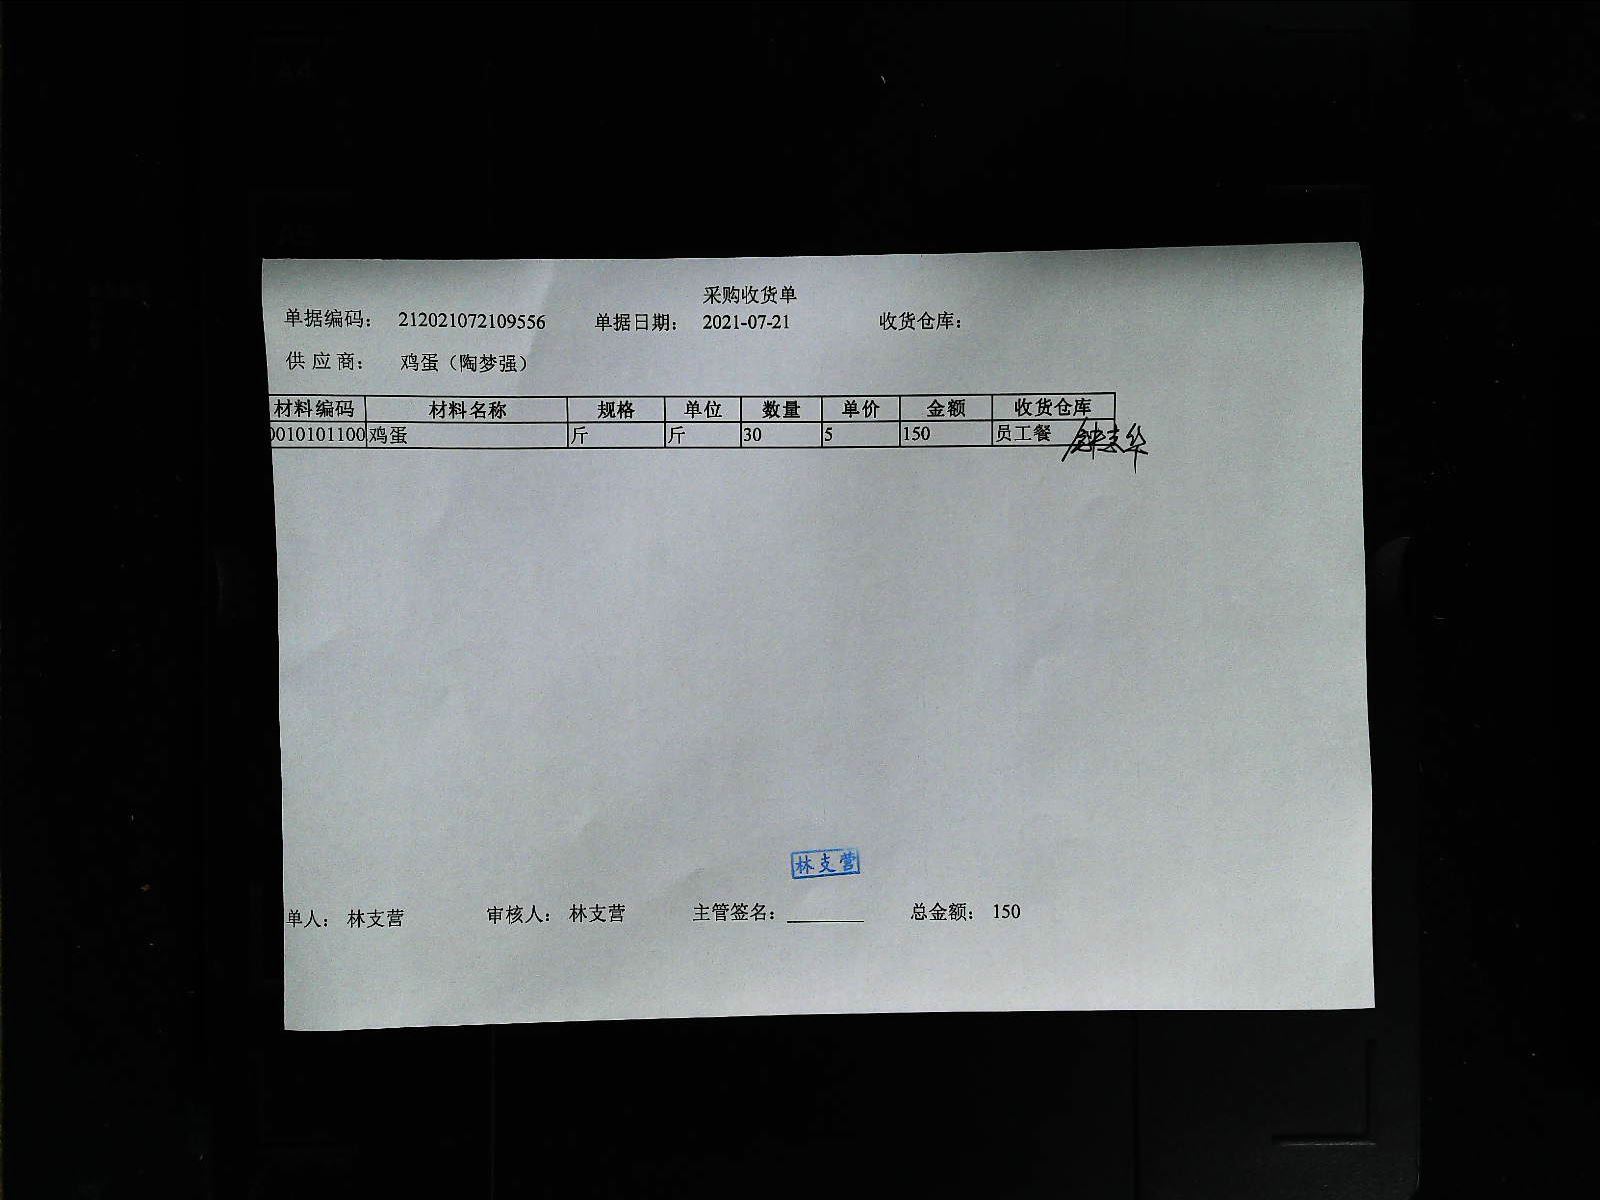 采购收货单
单据编码： 212021072109556 单据日期： 2021-07-21 收货仓库：
供 应 商： 鸡蛋（陶梦强）
材料编码 材料名称 规格 单位 数量 单价 金额 收货仓库
0010101100 鸡蛋 斤 斤 30 5 150 员工餐
林支营
单人： 林支营 审核人： 林支营 主管签名： 总金额： 150